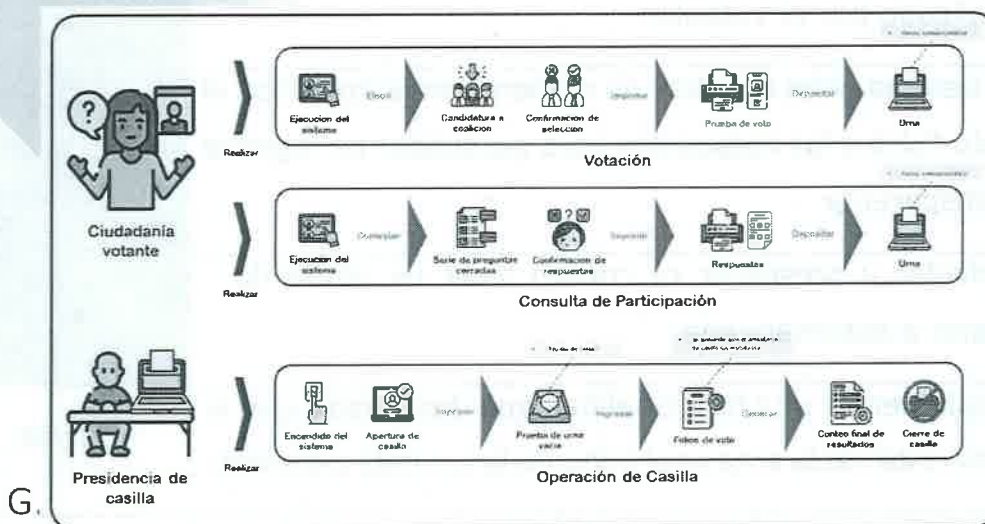 Ejecución del sistema
Elegir
Candidatura o coalición
Confirmación de selección
Imprimir
Prueba de voto
Depositar
Urna
Realizar
Votación
Ciudadanía votante
Ejecución del sistema
Contestar
Serie de preguntas cerradas
Confirmación de respuestas
Imprimir
Respuestas
Depositar
Urna
Realizar
Consulta de Participación
Encendido del sistema
Apertura de casilla
Imprimir
Prueba de urna vacía
Ingresar
Folios de voto
Conteo final de resultados
Cierre de casilla
Realizar
Operación de Casilla
Presidencia de casilla
G.